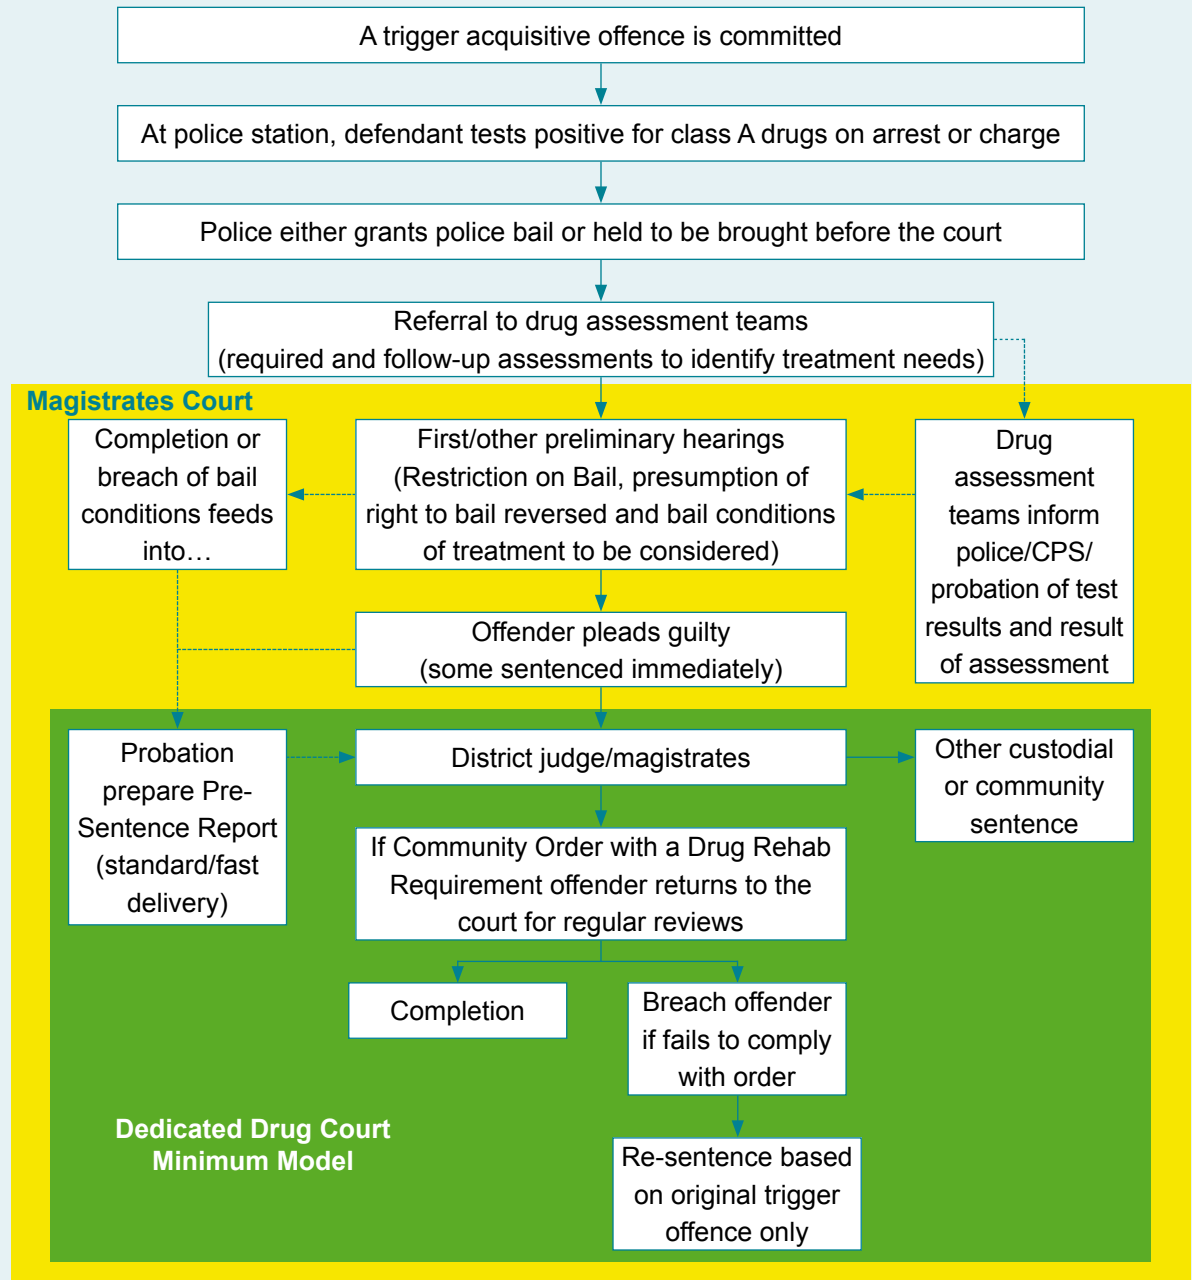 A trigger acquisitive offence is committed
At police station, defendant tests positive for class A drugs on arrest or charge
Police either grants police bail or held to be brought before the court
Referral to drug assessment teams
(required and follow-up assessments to identify treatment needs)
Magistrates Court
Completion or
breach of bail
conditions feeds
into…
First/other preliminary hearings
(Restriction on Bail, presumption of
right to bail reversed and bail conditions
of treatment to be considered)
Drug
assessment
teams inform
police/CPS/
probation of test
results and result
of assessment
Offender pleads guilty
(some sentenced immediately)
Probation
prepare Pre-
Sentence Report
(standard/fast
delivery)
District judge/magistrates
Other custodial
or community
sentence
If Community Order with a Drug Rehab
Requirement offender returns to the
court for regular reviews
Completion
Breach offender
if fails to comply
with order
Dedicated Drug Court
Minimum Model
Re-sentence based
on original trigger
offence only